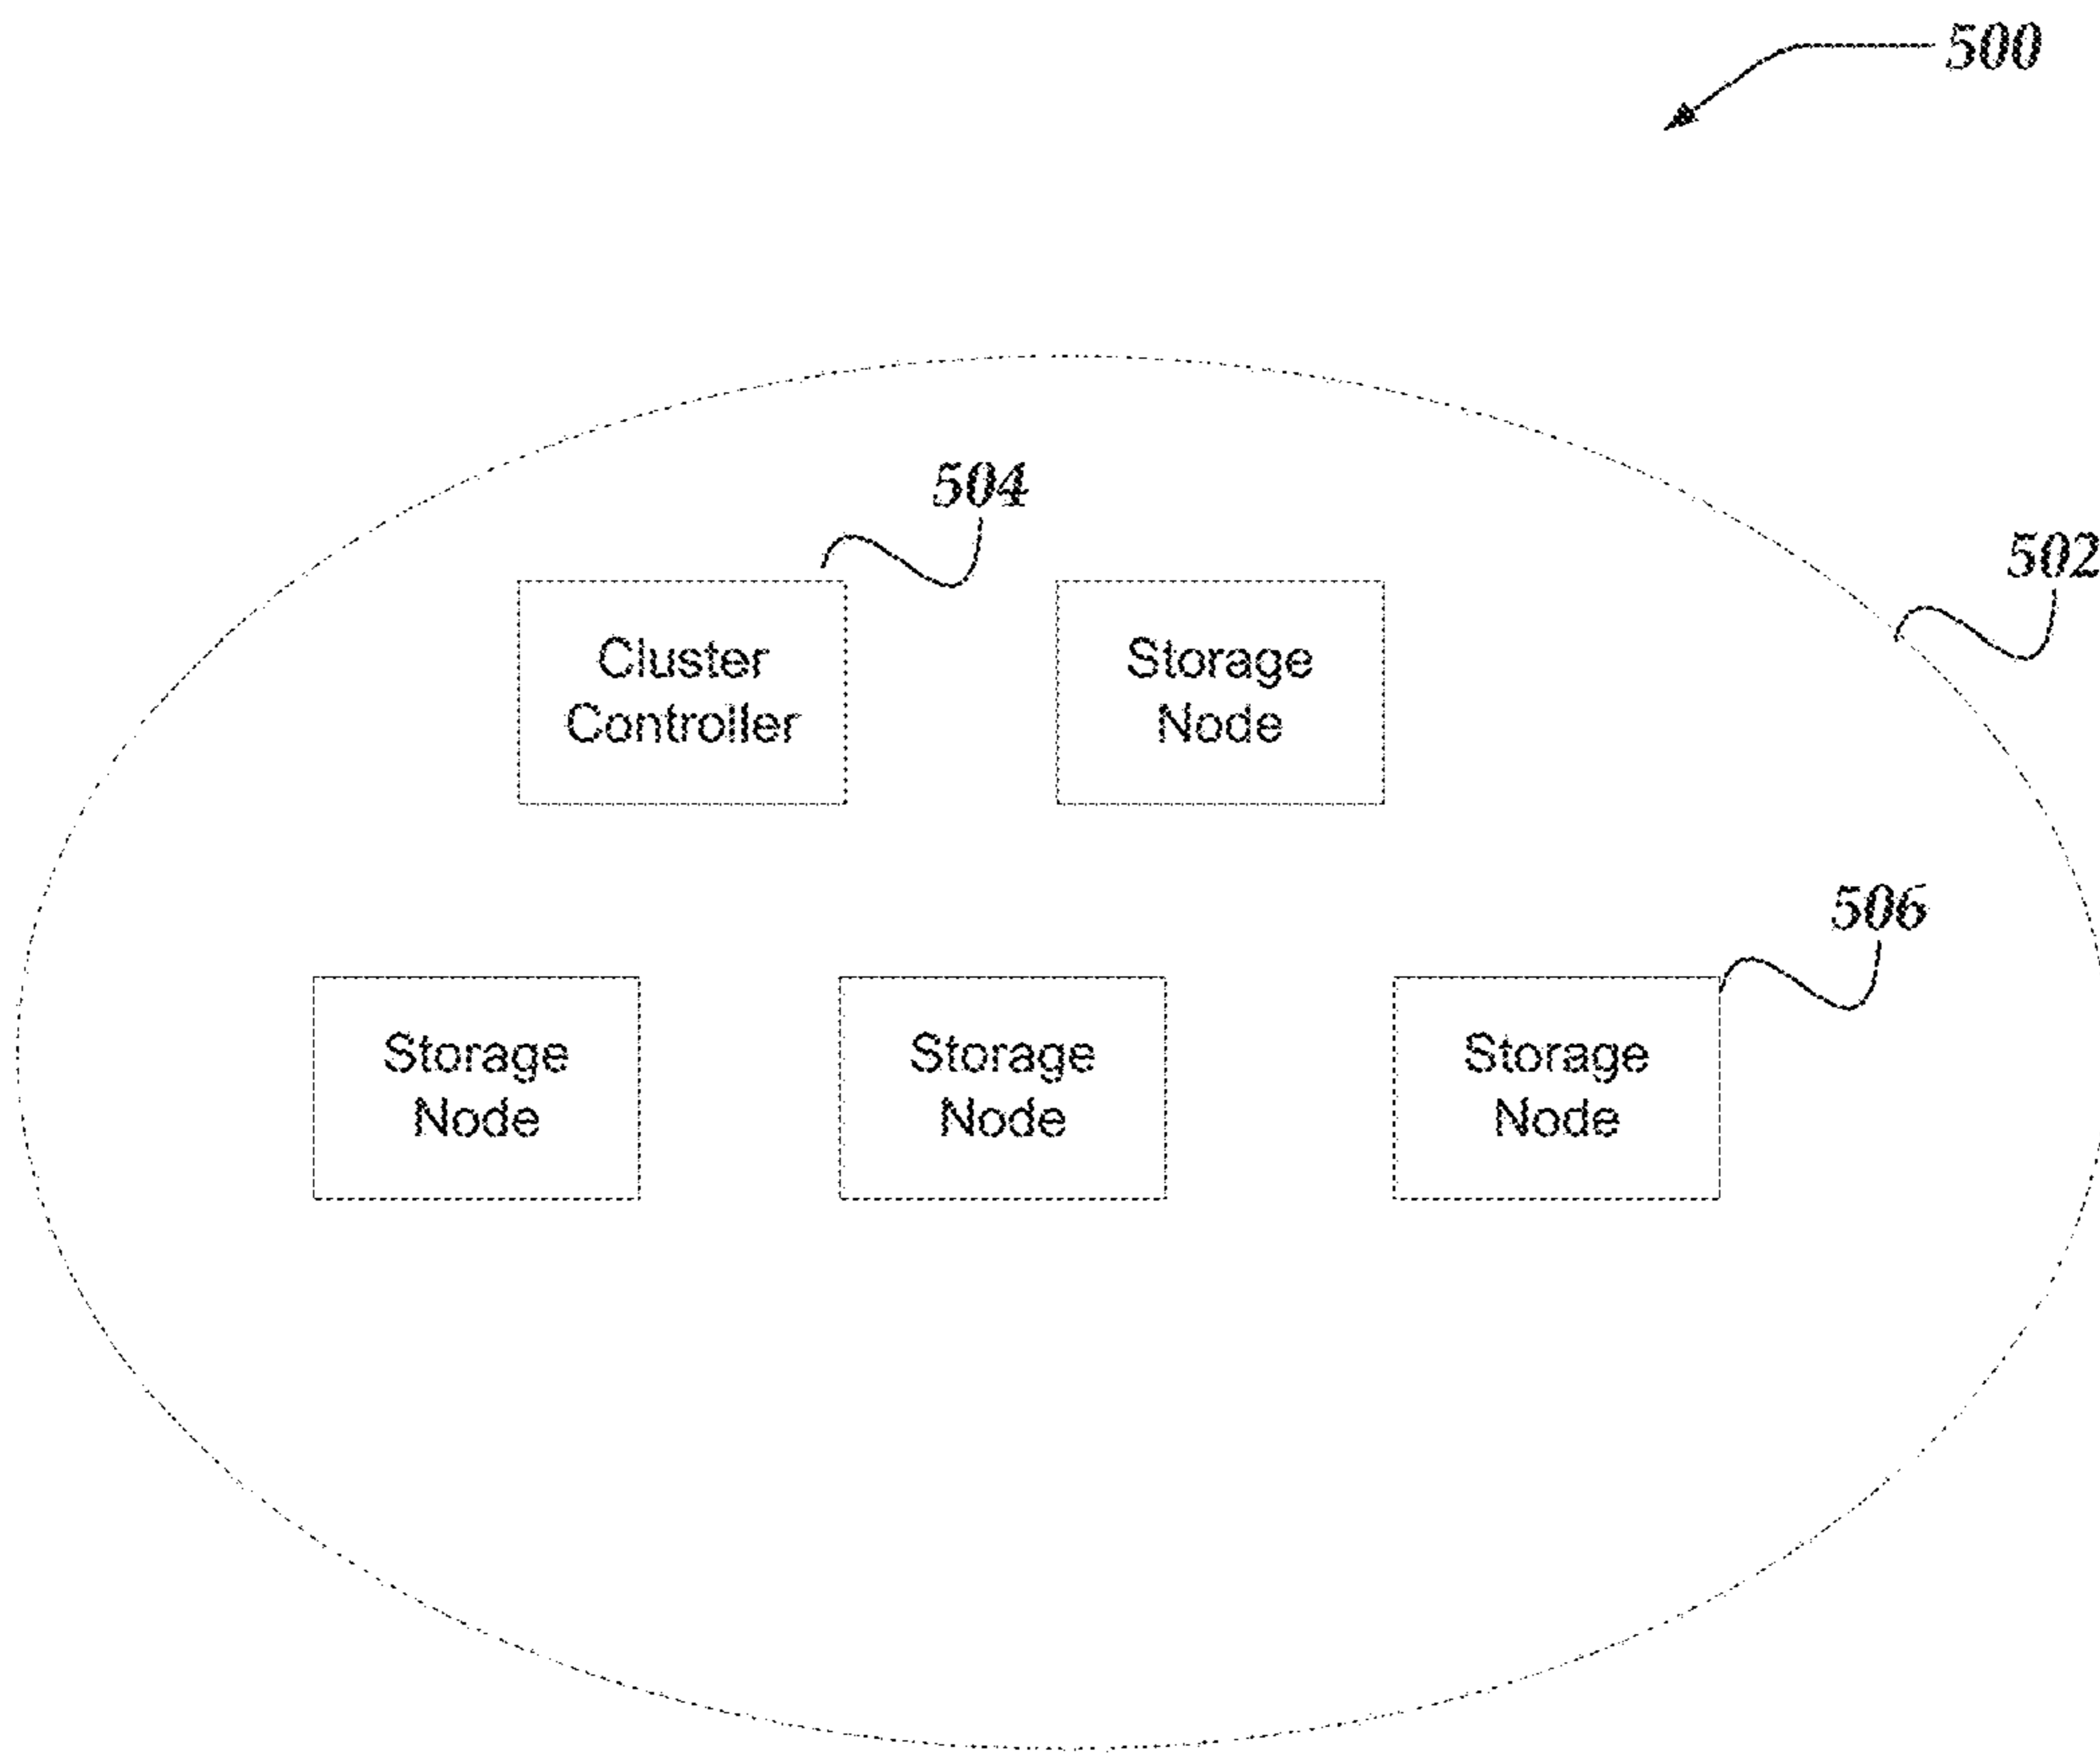 500
504
502
Cluster
Controller
Storage
Node
506
Storage
Node
Storage
Node
Storage
Node